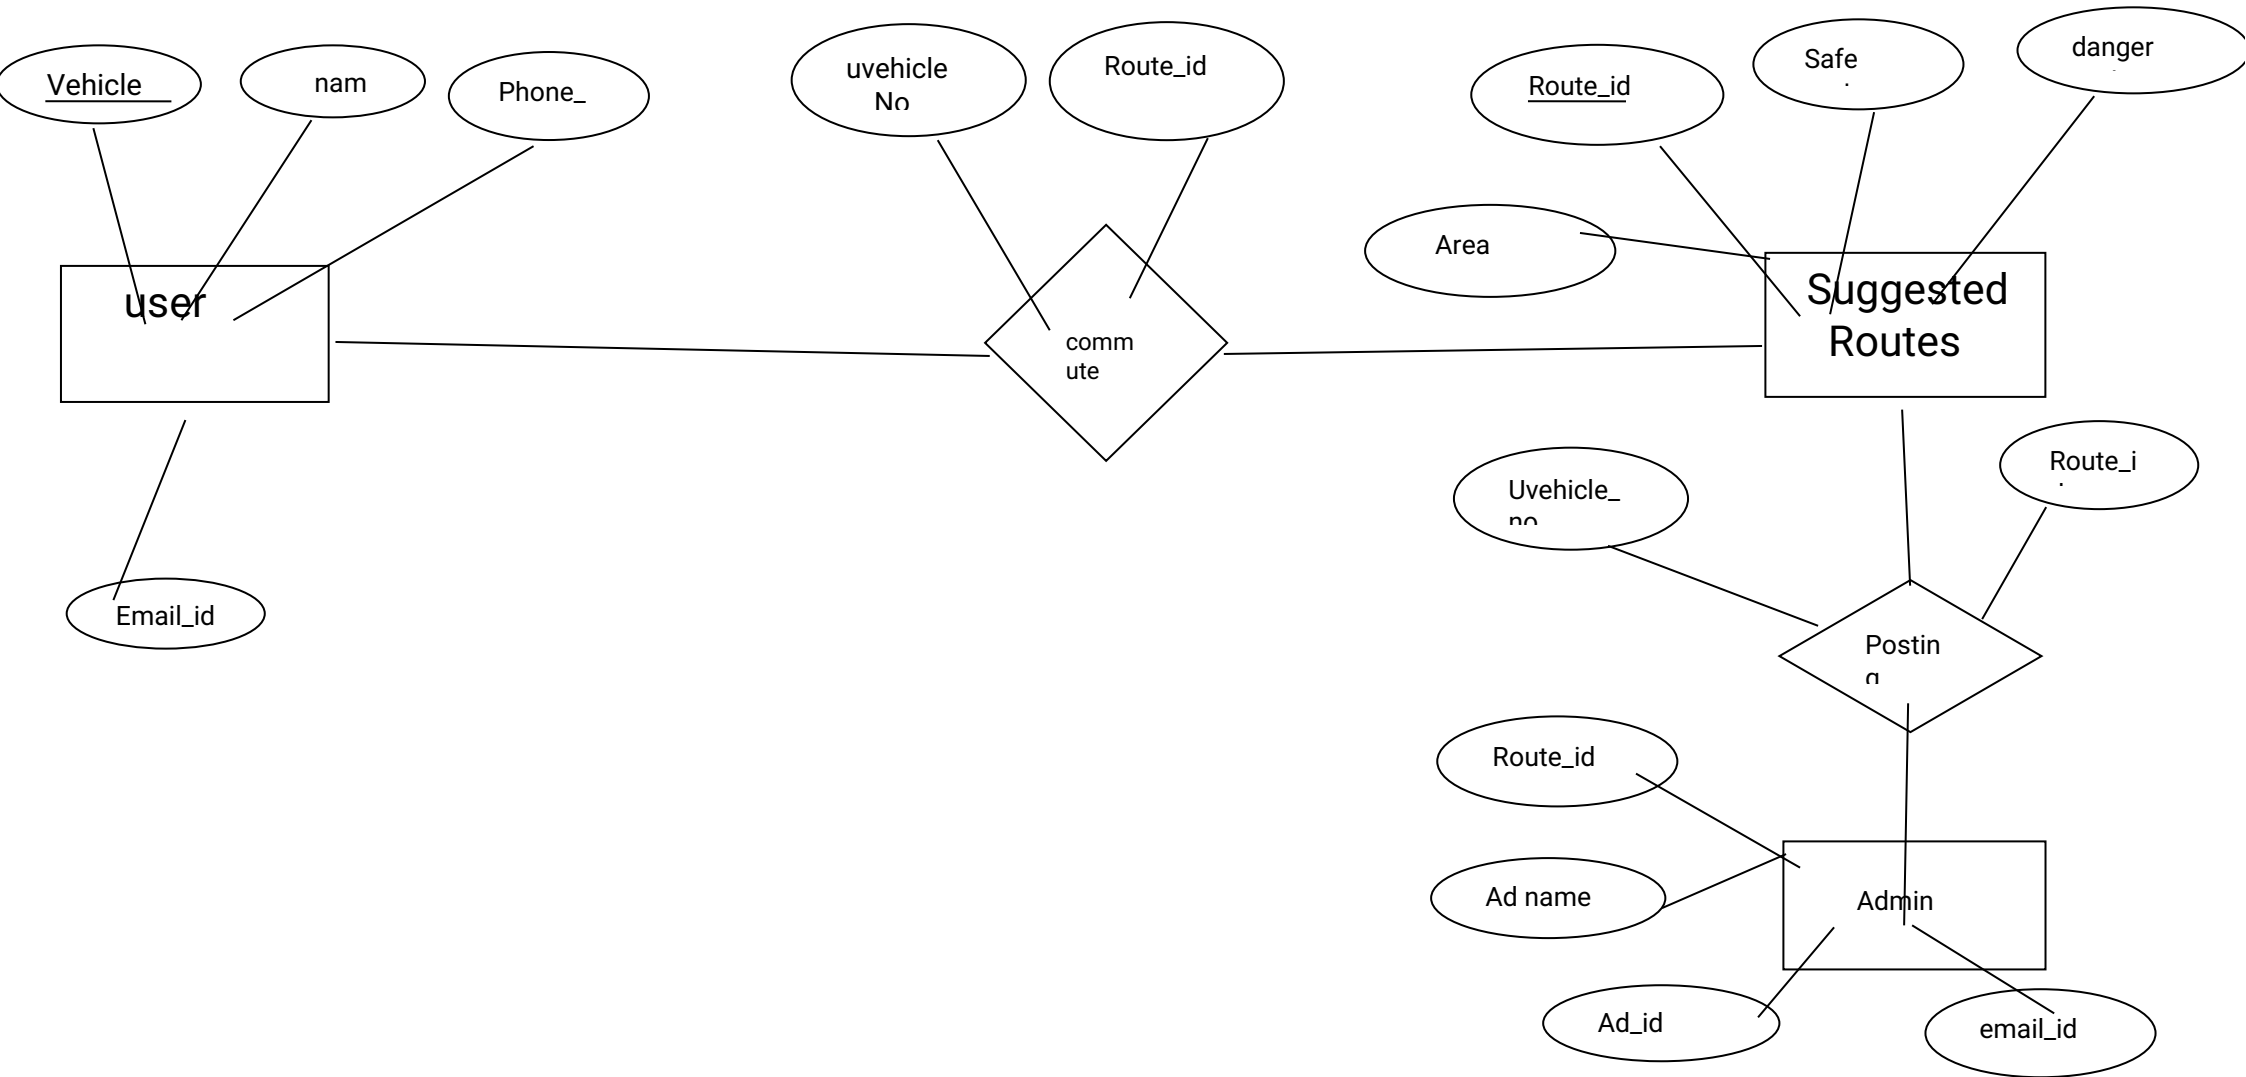 Vehicle
nam
Phone_
uvehicle
No
Route_id
Route_id
Safe
danger
Area
user
comm
ute
Suggested
Routes
Uvehicle_
no
Route_i
Email_id
Postin
g
Route_id
Ad name
Admin
Ad_id
email_id